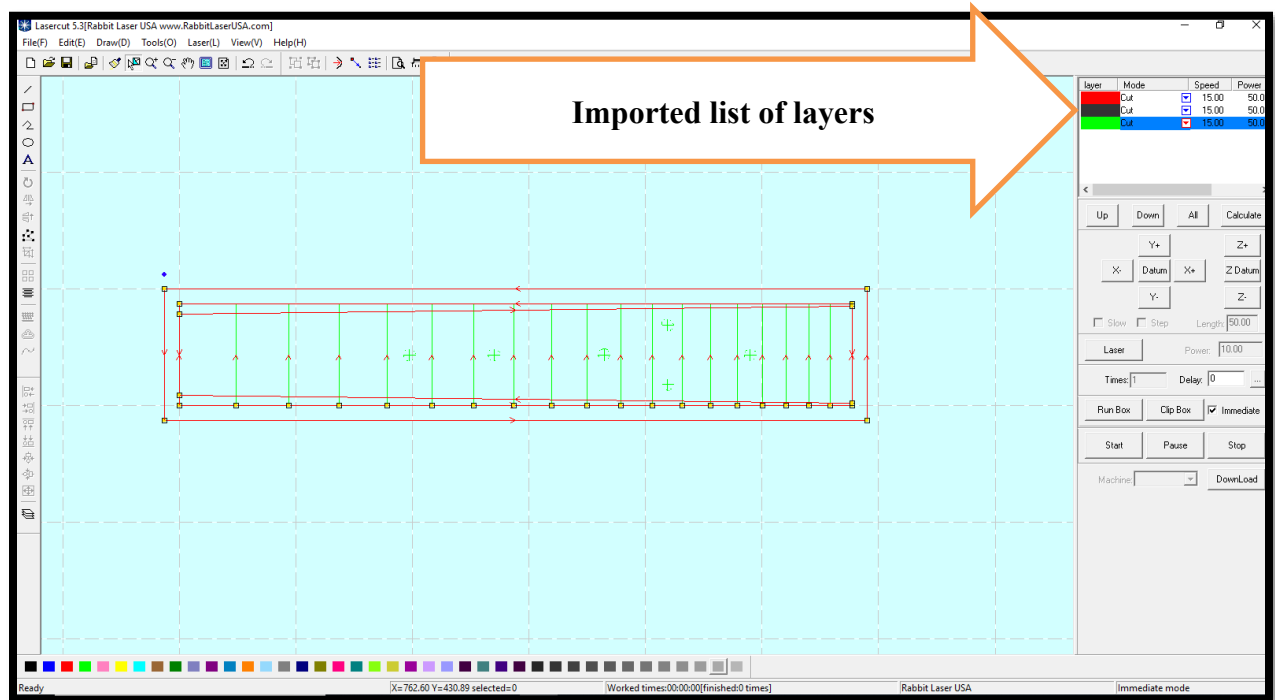 Lasercut 5.3[Rabbit Laser USA www.RabbitLaserUSA.com]
File(F) Edit(E) Draw(D) Tools(O) Laser(L) View(V) Help(H)
Imported list of layers
layer Mode Speed Power
Cut 15.00 50.0
Cut 15.00 50.0
Cut 15.00 50.0
Up Down All Calculate
Y+ Z+
X- Datum X+ Z Datum
Y- Z-
Slow Step Length: 50.00
Laser Power: 10.00
Times: 1 Delay: 0 ...
Run Box Clip Box Immediate
Start Pause Stop
Machine: DownLoad
Ready X=762.60 Y=430.89 selected=0 Worked times:00:00:00[finished:0 times] Rabbit Laser USA Immediate mode